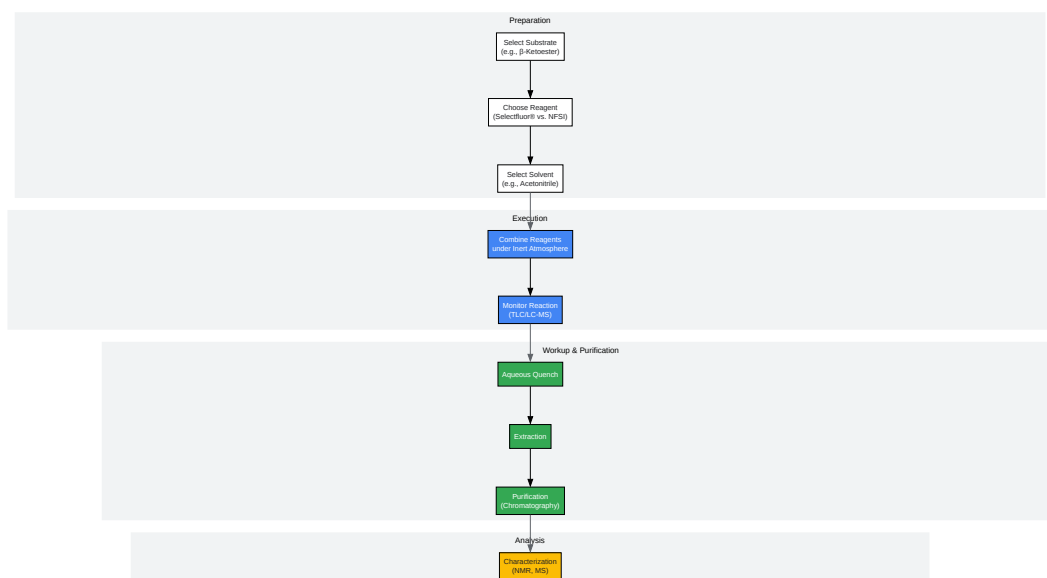 Preparation
Select Substrate
(e.g., β-Ketoester)
Choose Reagent
(Selectfluor® vs. NFSI)
Select Solvent
(e.g., Acetonitrile)
Execution
Combine Reagents
under Inert Atmosphere
Monitor Reaction
(TLC/LC-MS)
Workup & Purification
Aqueous Quench
Extraction
Purification
(Chromatography)
Analysis
Characterization
(NMR, MS)